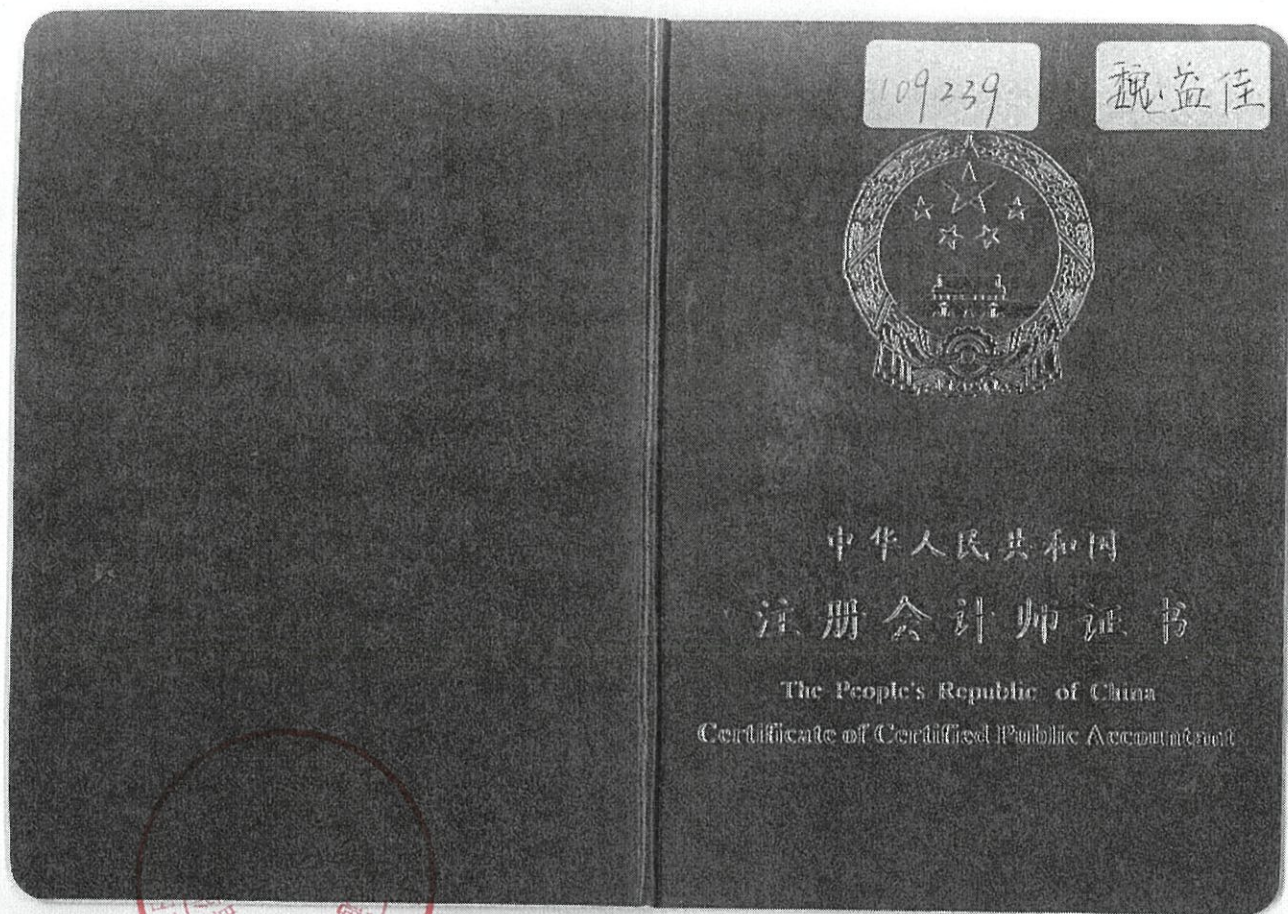 109239
魏益佳
中华人民共和国
注册会计师证书
The People's Republic of China
Certificate of Certified Public Accountant